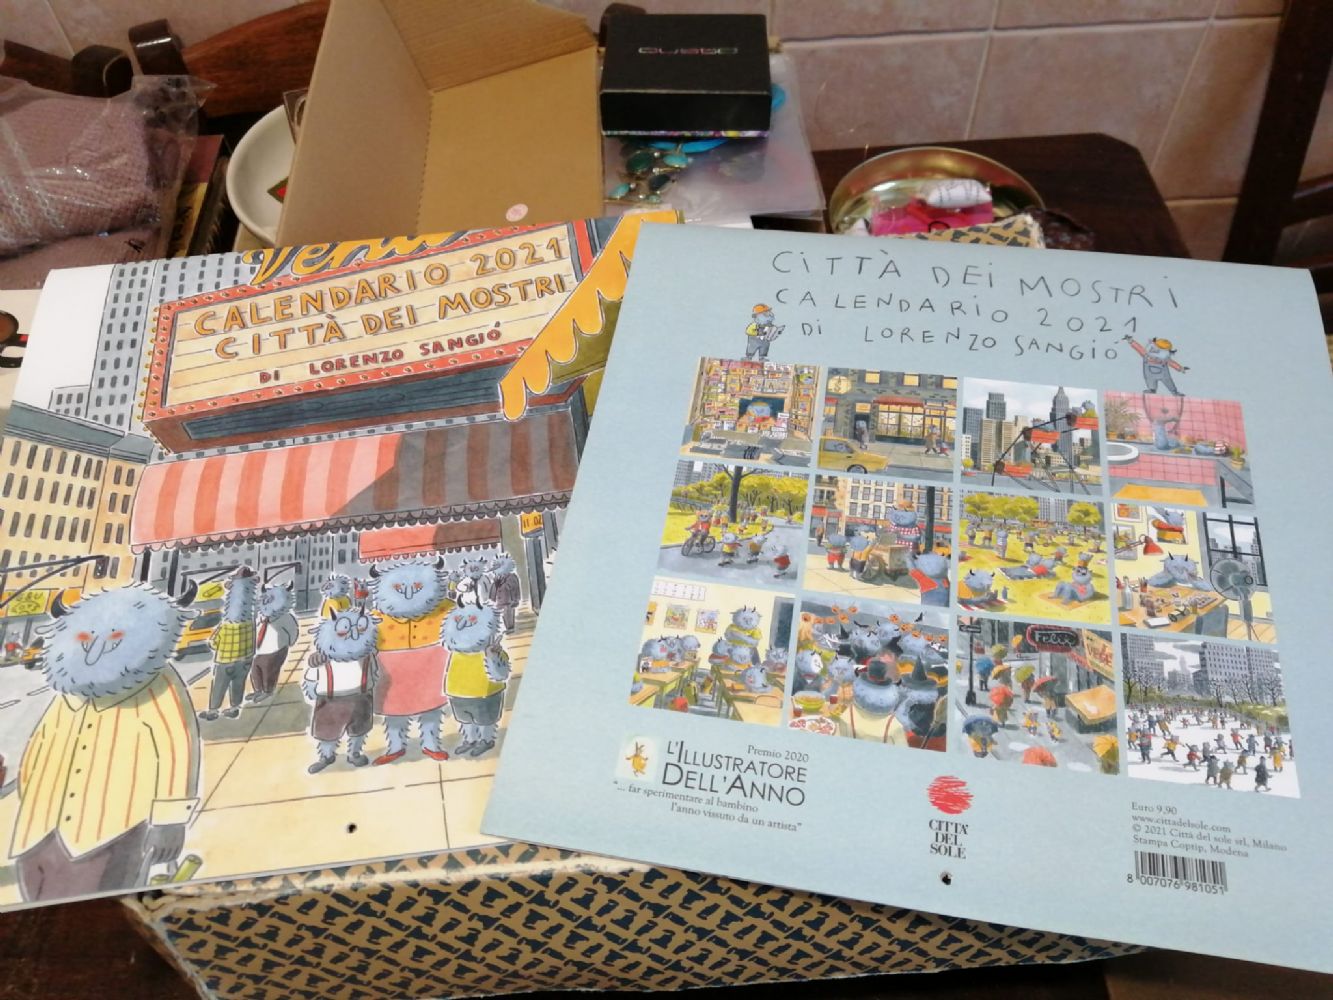 CALENDARIO 2021
CITTÀ DEI MOSTRI
DI LORENZO SANGIÓ
CITTÀ DEI MOSTRI
CALENDARIO 2021
DI LORENZO SANGIÓ
Felix
Premio 2020
L'ILLUSTRATORE
DELL'ANNO
"... far sperimentare al bambino
l'anno vissuto da un artista"
CITTA'
DEL
SOLE
Euro 9,90
www.cittadelsole.com
© 2021 Città del sole srl, Milano
Stampa Coptip, Modena
8 007076 981051